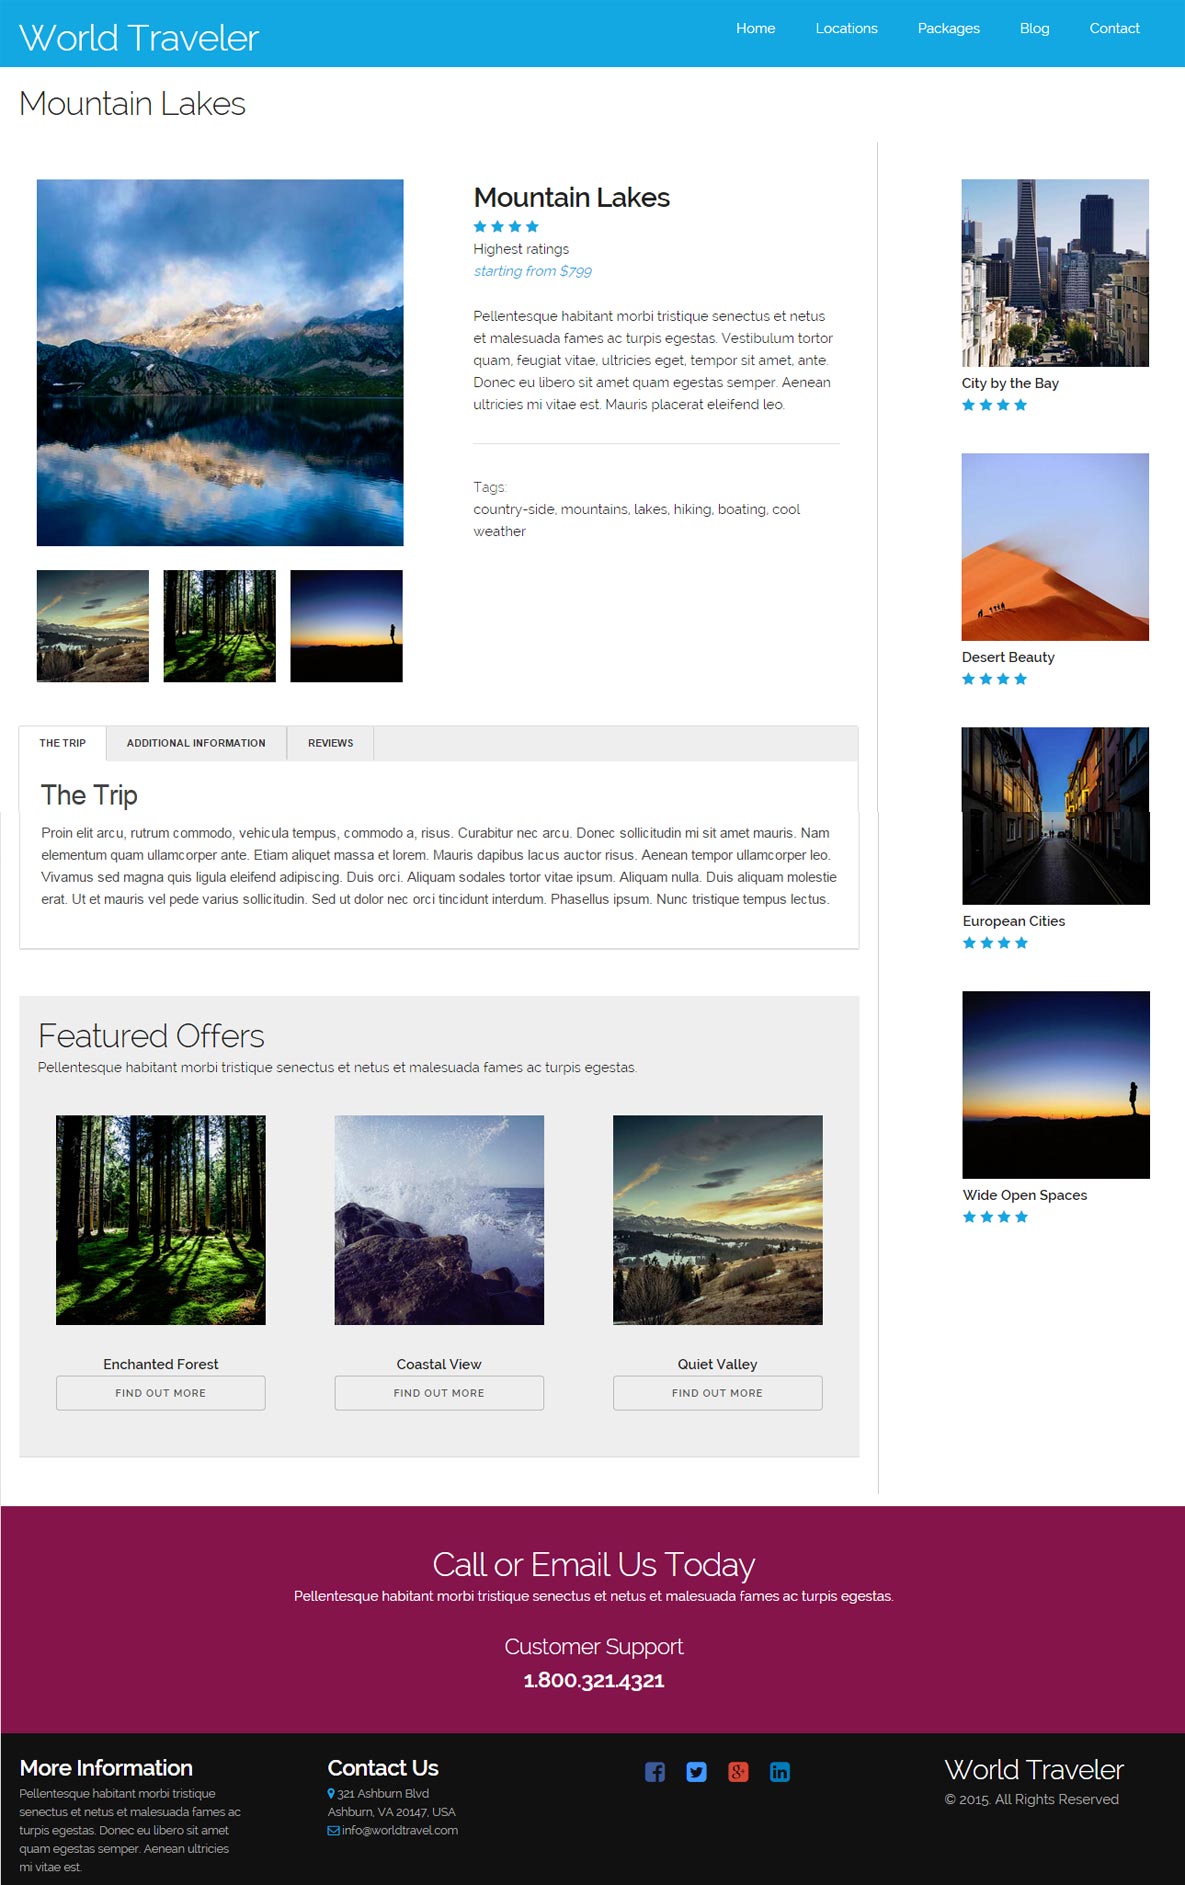 World Traveler
Home Locations Packages Blog Contact
Mountain Lakes
Mountain Lakes
Highest ratings
starting from $799
Pellentesque habitant morbi tristique senectus et netus
et malesuada fames ac turpis egestas. Vestibulum tortor
quam, feugiat vitae, ultricies eget, tempor sit amet, ante.
Donec eu libero sit amet quam egestas semper. Aenean
ultricies mi vitae est. Mauris placerat eleifend leo.
Tags:
country-side, mountains, lakes, hiking, boating, cool
weather
THE TRIP ADDITIONAL INFORMATION REVIEWS
The Trip
Proin elit arcu, rutrum commodo, vehicula tempus, commodo a, risus. Curabitur nec arcu. Donec sollicitudin mi sit amet mauris. Nam
elementum quam ullamcorper ante. Etiam aliquet massa et lorem. Mauris dapibus lacus auctor risus. Aenean tempor ullamcorper leo.
Vivamus sed magna quis ligula eleifend adipiscing. Duis orci. Aliquam sodales tortor vitae ipsum. Aliquam nulla. Duis aliquam molestie
erat. Ut et mauris vel pede varius sollicitudin. Sed ut dolor nec orci tincidunt interdum. Phasellus ipsum. Nunc tristique tempus lectus.
Featured Offers
Pellentesque habitant morbi tristique senectus et netus et malesuada fames ac turpis egestas.
Enchanted Forest
FIND OUT MORE
Coastal View
FIND OUT MORE
Quiet Valley
FIND OUT MORE
City by the Bay
Desert Beauty
European Cities
Wide Open Spaces
Call or Email Us Today
Pellentesque habitant morbi tristique senectus et netus et malesuada fames ac turpis egestas.
Customer Support
1.800.321.4321
More Information
Pellentesque habitant morbi tristique
senectus et netus et malesuada fames ac
turpis egestas. Donec eu libero sit amet
quam egestas semper. Aenean ultricies
mi vitae est.
Contact Us
321 Ashburn Blvd
Ashburn, VA 20147, USA
info@worldtravel.com
World Traveler
© 2015. All Rights Reserved